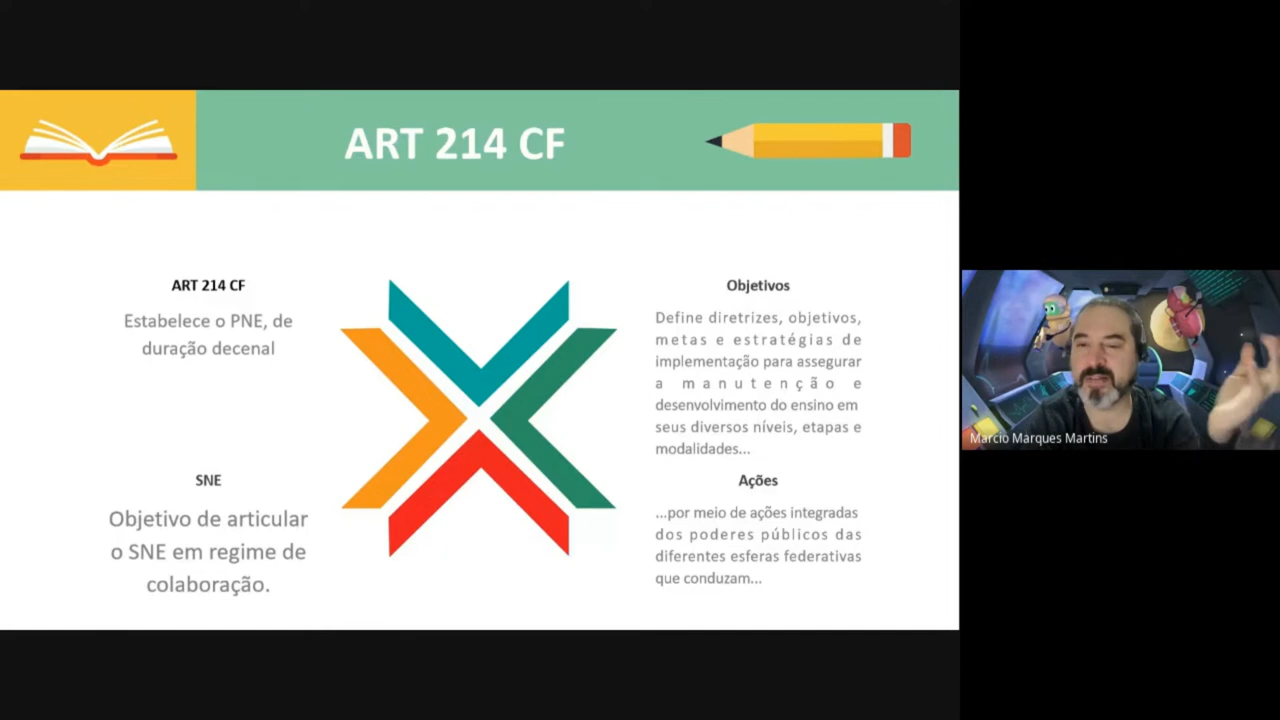 ART 214 CF
ART 214 CF
Estabelece o PNE, de
duração decenal
SNE
Objetivo de articular
o SNE em regime de
colaboração.
Objetivos
Define diretrizes, objetivos,
metas e estratégias de
implementação para assegurar
a manutenção e
desenvolvimento do ensino em
seus diversos níveis, etapas e
modalidades...
Ações
...por meio de ações integradas
dos poderes públicos das
diferentes esferas federativas
que conduzam...
Marcio Marques Martins